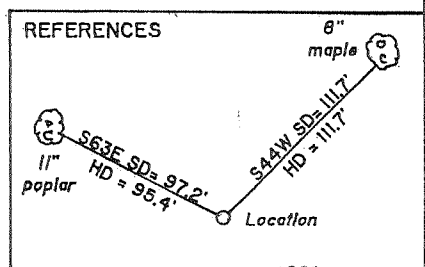 REFERENCES
8"
maple
11"
poplar
S63E SD= 97.2'
HD = 95.4'
S44W SD= 111.7'
HD = 111.7'
Location